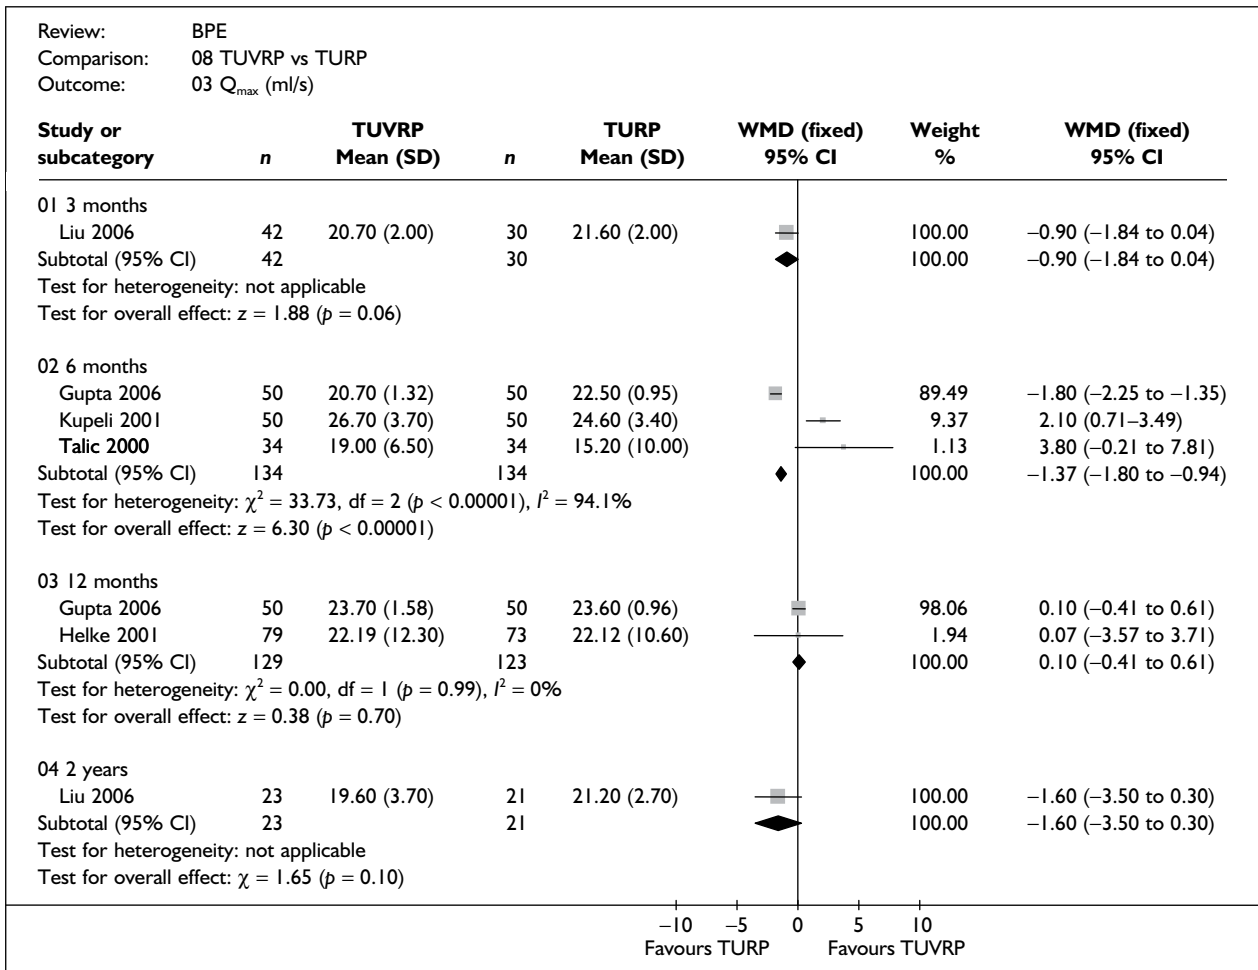 Review: BPE
Comparison: 08 TUVRP vs TURP
Outcome: 03 Qmax (ml/s)
Study or TUVRP TURP WMD (fixed) Weight WMD (fixed)
subcategory n Mean (SD) n Mean (SD) 95% CI % 95% CI
01 3 months
Liu 2006 42 20.70 (2.00) 30 21.60 (2.00) 100.00 −0.90 (−1.84 to 0.04)
Subtotal (95% CI) 42 30 100.00 −0.90 (−1.84 to 0.04)
Test for heterogeneity: not applicable
Test for overall effect: z = 1.88 (p = 0.06)
02 6 months
Gupta 2006 50 20.70 (1.32) 50 22.50 (0.95) 89.49 −1.80 (−2.25 to −1.35)
Kupeli 2001 50 26.70 (3.70) 50 24.60 (3.40) 9.37 2.10 (0.71–3.49)
Talic 2000 34 19.00 (6.50) 34 15.20 (10.00) 1.13 3.80 (−0.21 to 7.81)
Subtotal (95% CI) 134 134 100.00 −1.37 (−1.80 to −0.94)
Test for heterogeneity: χ² = 33.73, df = 2 (p < 0.00001), I² = 94.1%
Test for overall effect: z = 6.30 (p < 0.00001)
03 12 months
Gupta 2006 50 23.70 (1.58) 50 23.60 (0.96) 98.06 0.10 (−0.41 to 0.61)
Helke 2001 79 22.19 (12.30) 73 22.12 (10.60) 1.94 0.07 (−3.57 to 3.71)
Subtotal (95% CI) 129 123 100.00 0.10 (−0.41 to 0.61)
Test for heterogeneity: χ² = 0.00, df = 1 (p = 0.99), I² = 0%
Test for overall effect: z = 0.38 (p = 0.70)
04 2 years
Liu 2006 23 19.60 (3.70) 21 21.20 (2.70) 100.00 −1.60 (−3.50 to 0.30)
Subtotal (95% CI) 23 21 100.00 −1.60 (−3.50 to 0.30)
Test for heterogeneity: not applicable
Test for overall effect: χ = 1.65 (p = 0.10)
−10 −5 0 5 10
Favours TURP Favours TUVRP